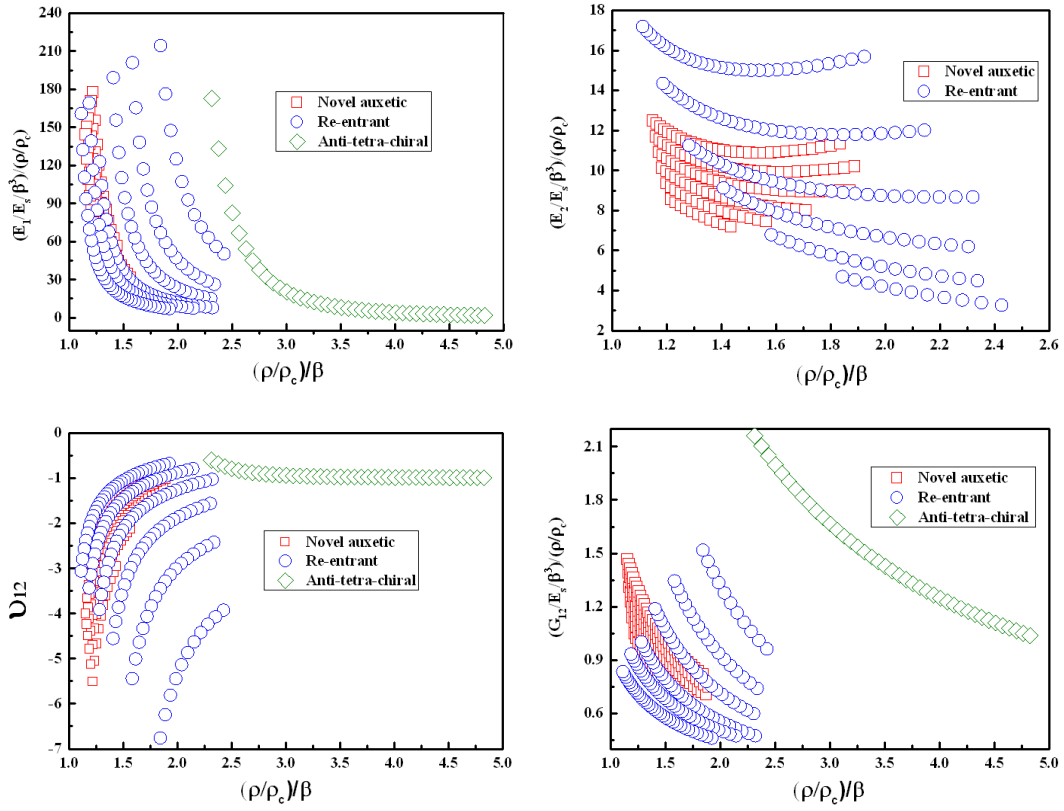 240
210
180
150
120
90
60
30
0
(E₁/Eₛ/β³)/(ρ/ρ_c)
Novel auxetic
Re-entrant
Anti-tetra-chiral
1.0 1.5 2.0 2.5 3.0 3.5 4.0 4.5 5.0
(ρ/ρ_c)/β
18
16
14
12
10
8
6
4
2
(E₂/Eₛ/β³)/(ρ/ρ_c)
Novel auxetic
Re-entrant
1.0 1.2 1.4 1.6 1.8 2.0 2.2 2.4 2.6
(ρ/ρ_c)/β
0
-1
-2
-3
-4
-5
-6
-7
υ₁₂
Novel auxetic
Re-entrant
Anti-tetra-chiral
1.0 1.5 2.0 2.5 3.0 3.5 4.0 4.5 5.0
(ρ/ρ_c)/β
2.1
1.8
1.5
1.2
0.9
0.6
(G₁₂/Eₛ/β³)/(ρ/ρ_c)
Novel auxetic
Re-entrant
Anti-tetra-chiral
1.0 1.5 2.0 2.5 3.0 3.5 4.0 4.5 5.0
(ρ/ρ_c)/β